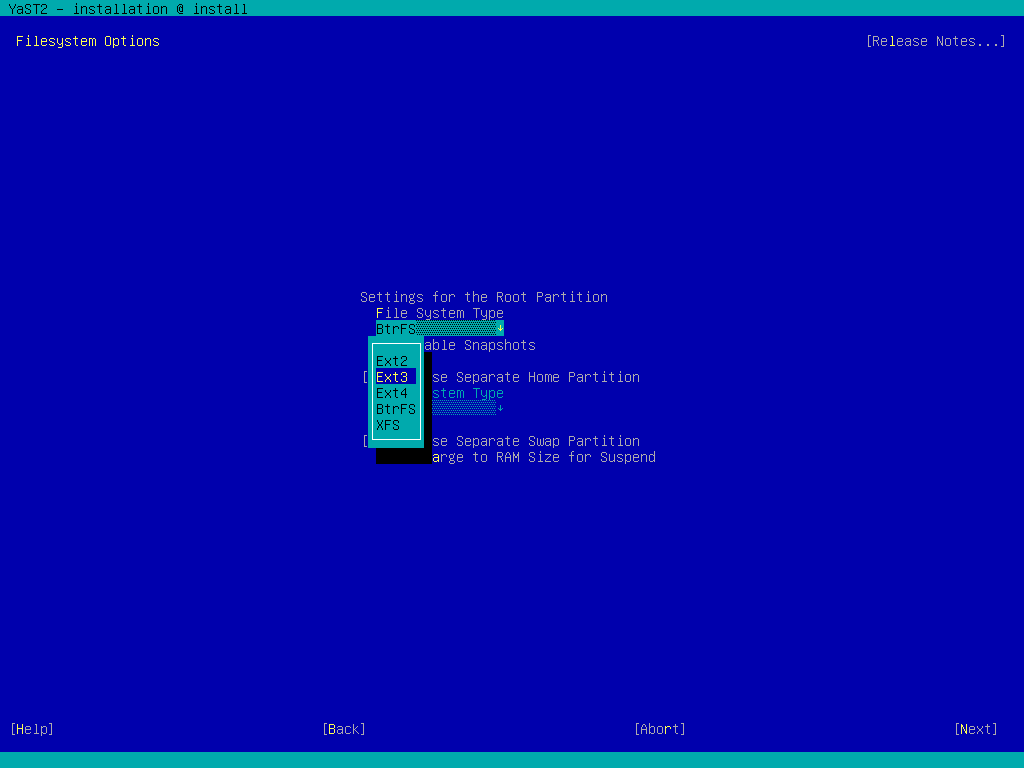 YaST2 - installation @ install
Filesystem Options [Release Notes...]
Settings for the Root Partition
File System Type
BtrFS↓
able Snapshots
Ext2
Ext3
[ se Separate Home Partition
Ext4
stem Type
BtrFS
↓
XFS
[ se Separate Swap Partition
arge to RAM Size for Suspend
[Help] [Back] [Abort] [Next]